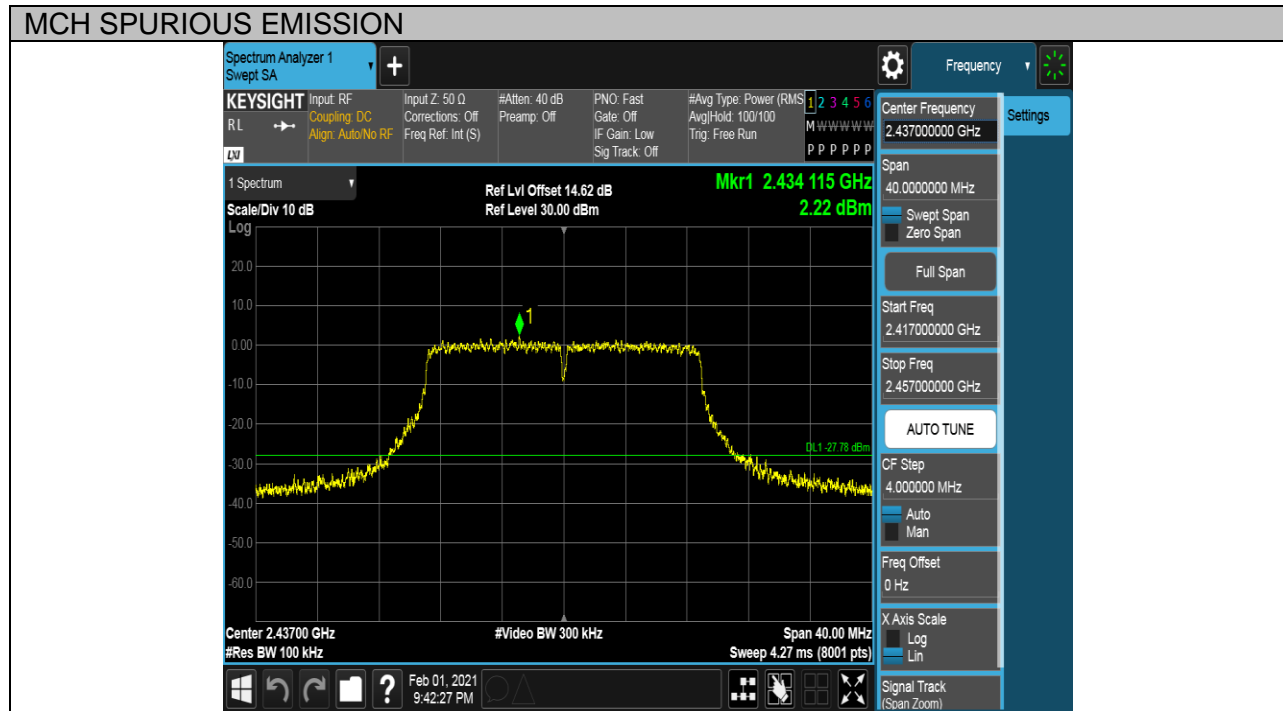 MCH SPURIOUS EMISSION
Spectrum Analyzer 1
Swept SA
+
Frequency
KEYSIGHT
RL
LXI
Input: RF
Coupling: DC
Align: Auto/No RF
Input Z: 50 Ω
Corrections: Off
Freq Ref: Int (S)
#Atten: 40 dB
Preamp: Off
PNO: Fast
Gate: Off
IF Gain: Low
Sig Track: Off
#Avg Type: Power (RMS
Avg|Hold: 100/100
Trig: Free Run
1 2 3 4 5 6
M W W W W W
P P P P P P
1 Spectrum
Scale/Div 10 dB
Log
Ref Lvl Offset 14.62 dB
Ref Level 30.00 dBm
Mkr1 2.434 115 GHz
2.22 dBm
20.0
10.0
0.00
-10.0
-20.0
-30.0
-40.0
-50.0
-60.0
1
DL1 -27.78 dBm
Center 2.43700 GHz
#Res BW 100 kHz
#Video BW 300 kHz
Span 40.00 MHz
Sweep 4.27 ms (8001 pts)
?
Feb 01, 2021
9:42:27 PM
Center Frequency
2.437000000 GHz
Span
40.0000000 MHz
Swept Span
Zero Span
Full Span
Start Freq
2.417000000 GHz
Stop Freq
2.457000000 GHz
AUTO TUNE
CF Step
4.000000 MHz
Auto
Man
Freq Offset
0 Hz
X Axis Scale
Log
Lin
Signal Track
(Span Zoom)
Settings